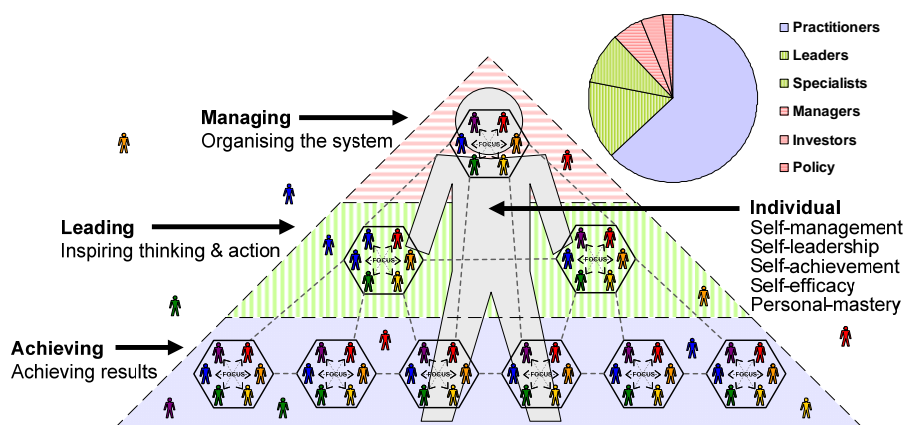 Practitioners
Leaders
Specialists
Managers
Investors
Policy
Managing
Organising the system
FOCUS
Leading
Inspiring thinking & action
Individual
Self-management
Self-leadership
Self-achievement
Self-efficacy
Personal-mastery
FOCUS
FOCUS
Achieving
Achieving results
FOCUS
FOCUS
FOCUS
FOCUS
FOCUS
FOCUS